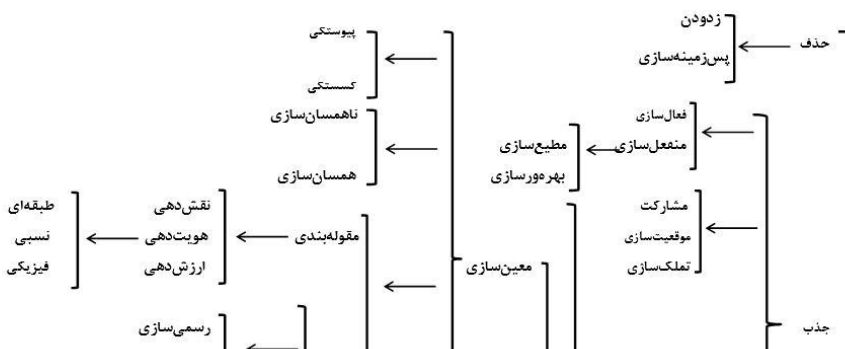 حذف
زدودن
پس‌زمینه‌سازی
جذب
فعال‌سازی
منفعل‌سازی
مطیع‌سازی
بهره‌ورسازی
مشارکت
موقعیت‌سازی
تملک‌سازی
معین‌سازی
پیوستگی
کسستگی
ناهمسان‌سازی
همسان‌سازی
مقوله‌بندی
نقش‌دهی
هویت‌دهی
ارزش‌دهی
طبقه‌ای
نسبی
فیزیکی
رسمی‌سازی